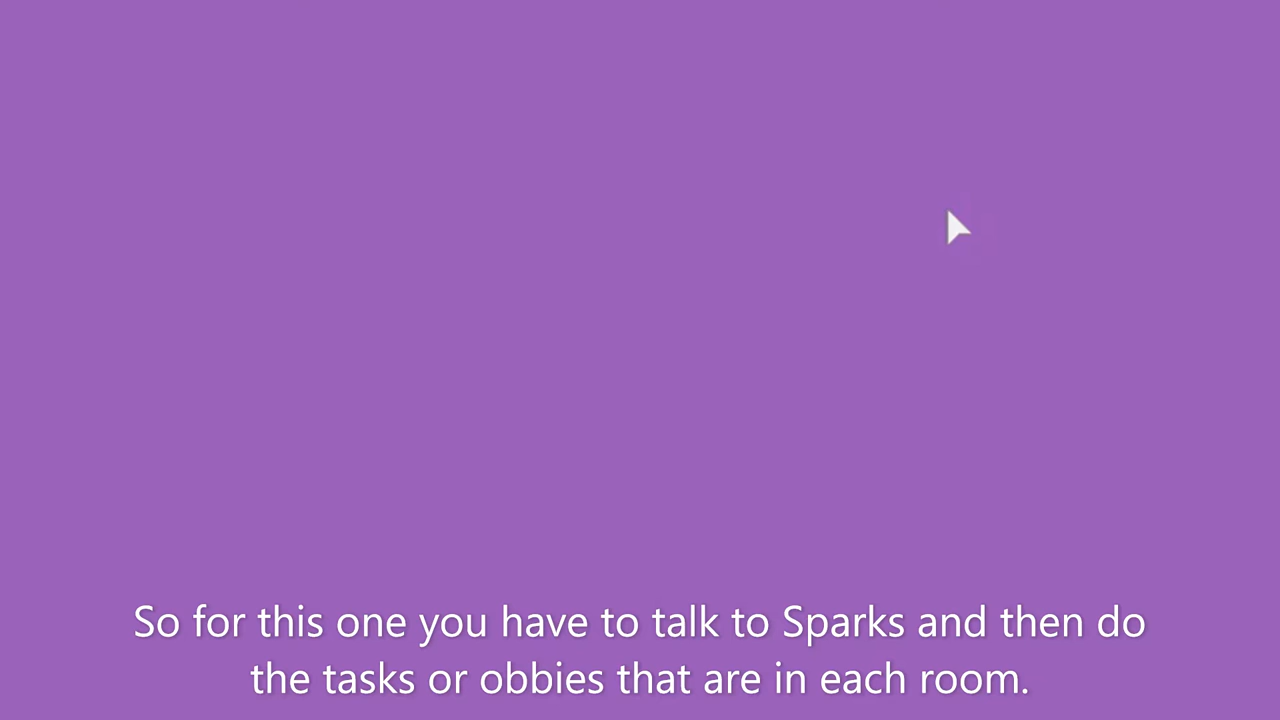 So for this one you have to talk to Sparks and then do
the tasks or obbies that are in each room.